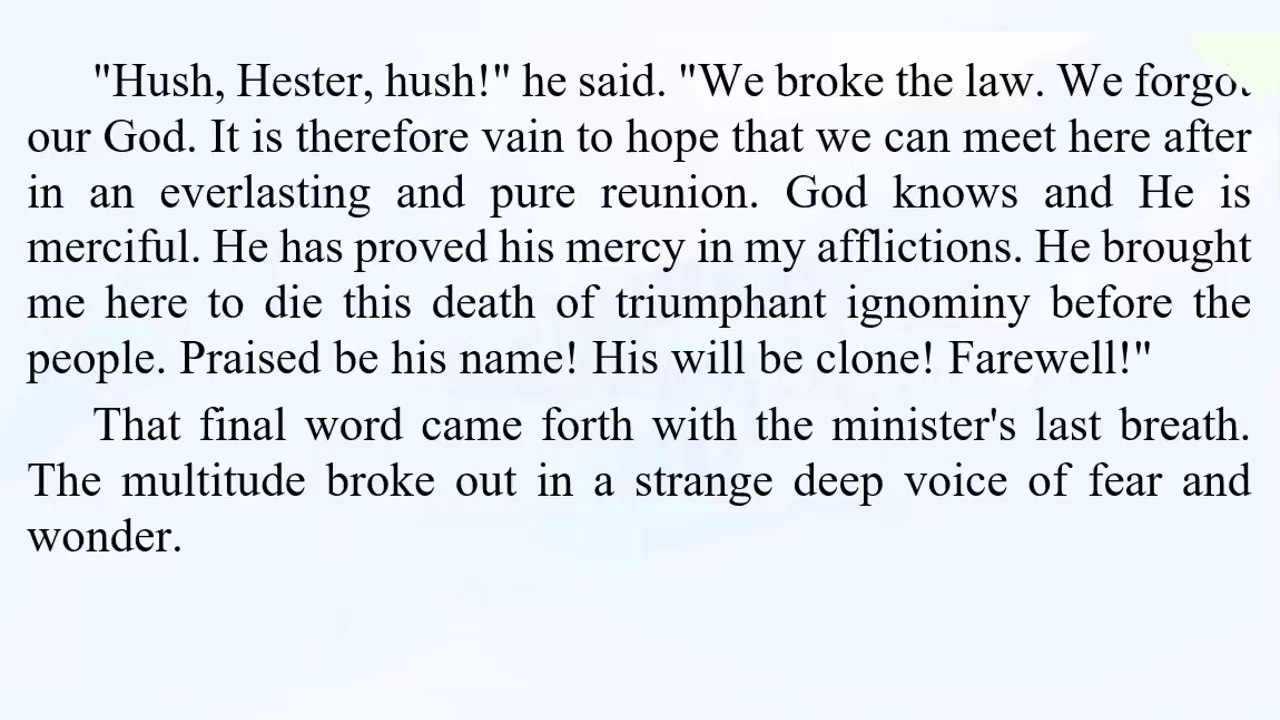 "Hush, Hester, hush!" he said. "We broke the law. We forgot
our God. It is therefore vain to hope that we can meet here after
in an everlasting and pure reunion. God knows and He is
merciful. He has proved his mercy in my afflictions. He brought
me here to die this death of triumphant ignominy before the
people. Praised be his name! His will be clone! Farewell!"
That final word came forth with the minister's last breath.
The multitude broke out in a strange deep voice of fear and
wonder.